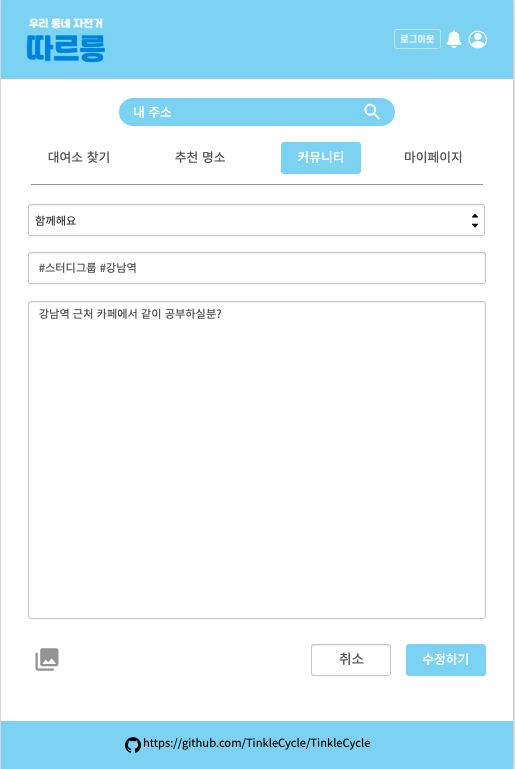 우리 동네 자전거
따르릉
로그아웃
내 주소
대여소 찾기 추천 명소 커뮤니티 마이페이지
함께해요
#스터디그룹 #강남역
강남역 근처 카페에서 같이 공부하실분?
취소 수정하기
https://github.com/TinkleCycle/TinkleCycle